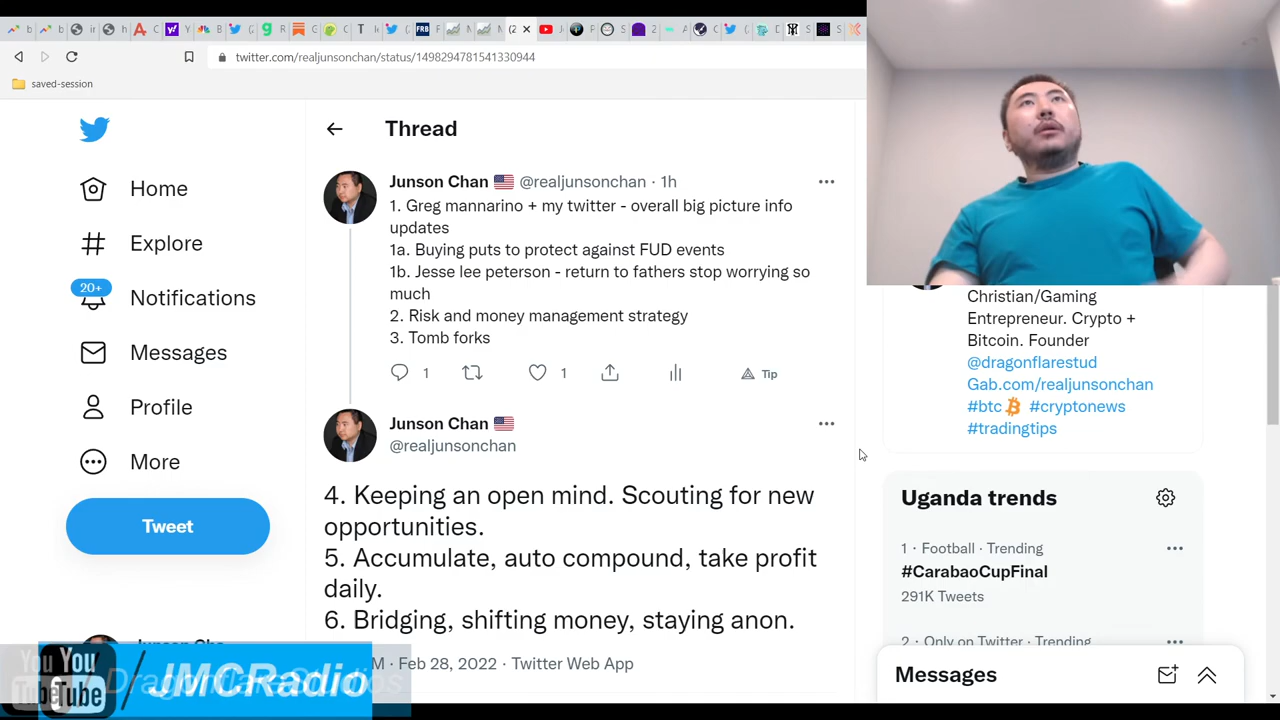 twitter.com/realjunsonchan/status/1498294781541330944
saved-session
Thread
Home
Explore
20+
Notifications
Messages
Profile
More
Tweet
Junson Chan 🇺🇸 @realjunsonchan · 1h
1. Greg mannarino + my twitter - overall big picture info
updates
1a. Buying puts to protect against FUD events
1b. Jesse lee peterson - return to fathers stop worrying so
much
2. Risk and money management strategy
3. Tomb forks
1
1
Tip
Junson Chan 🇺🇸
@realjunsonchan
4. Keeping an open mind. Scouting for new
opportunities.
5. Accumulate, auto compound, take profit
daily.
6. Bridging, shifting money, staying anon.
M · Feb 28, 2022 · Twitter Web App
Christian/Gaming
Entrepreneur. Crypto +
Bitcoin. Founder
@dragonflarestud
Gab.com/realjunsonchan
#btc #cryptonews
#tradingtips
Uganda trends
1 · Football · Trending
#CarabaoCupFinal
291K Tweets
2 · Only on Twitter · Trending
Messages
You You
Tube Tube
/ JMCRadio